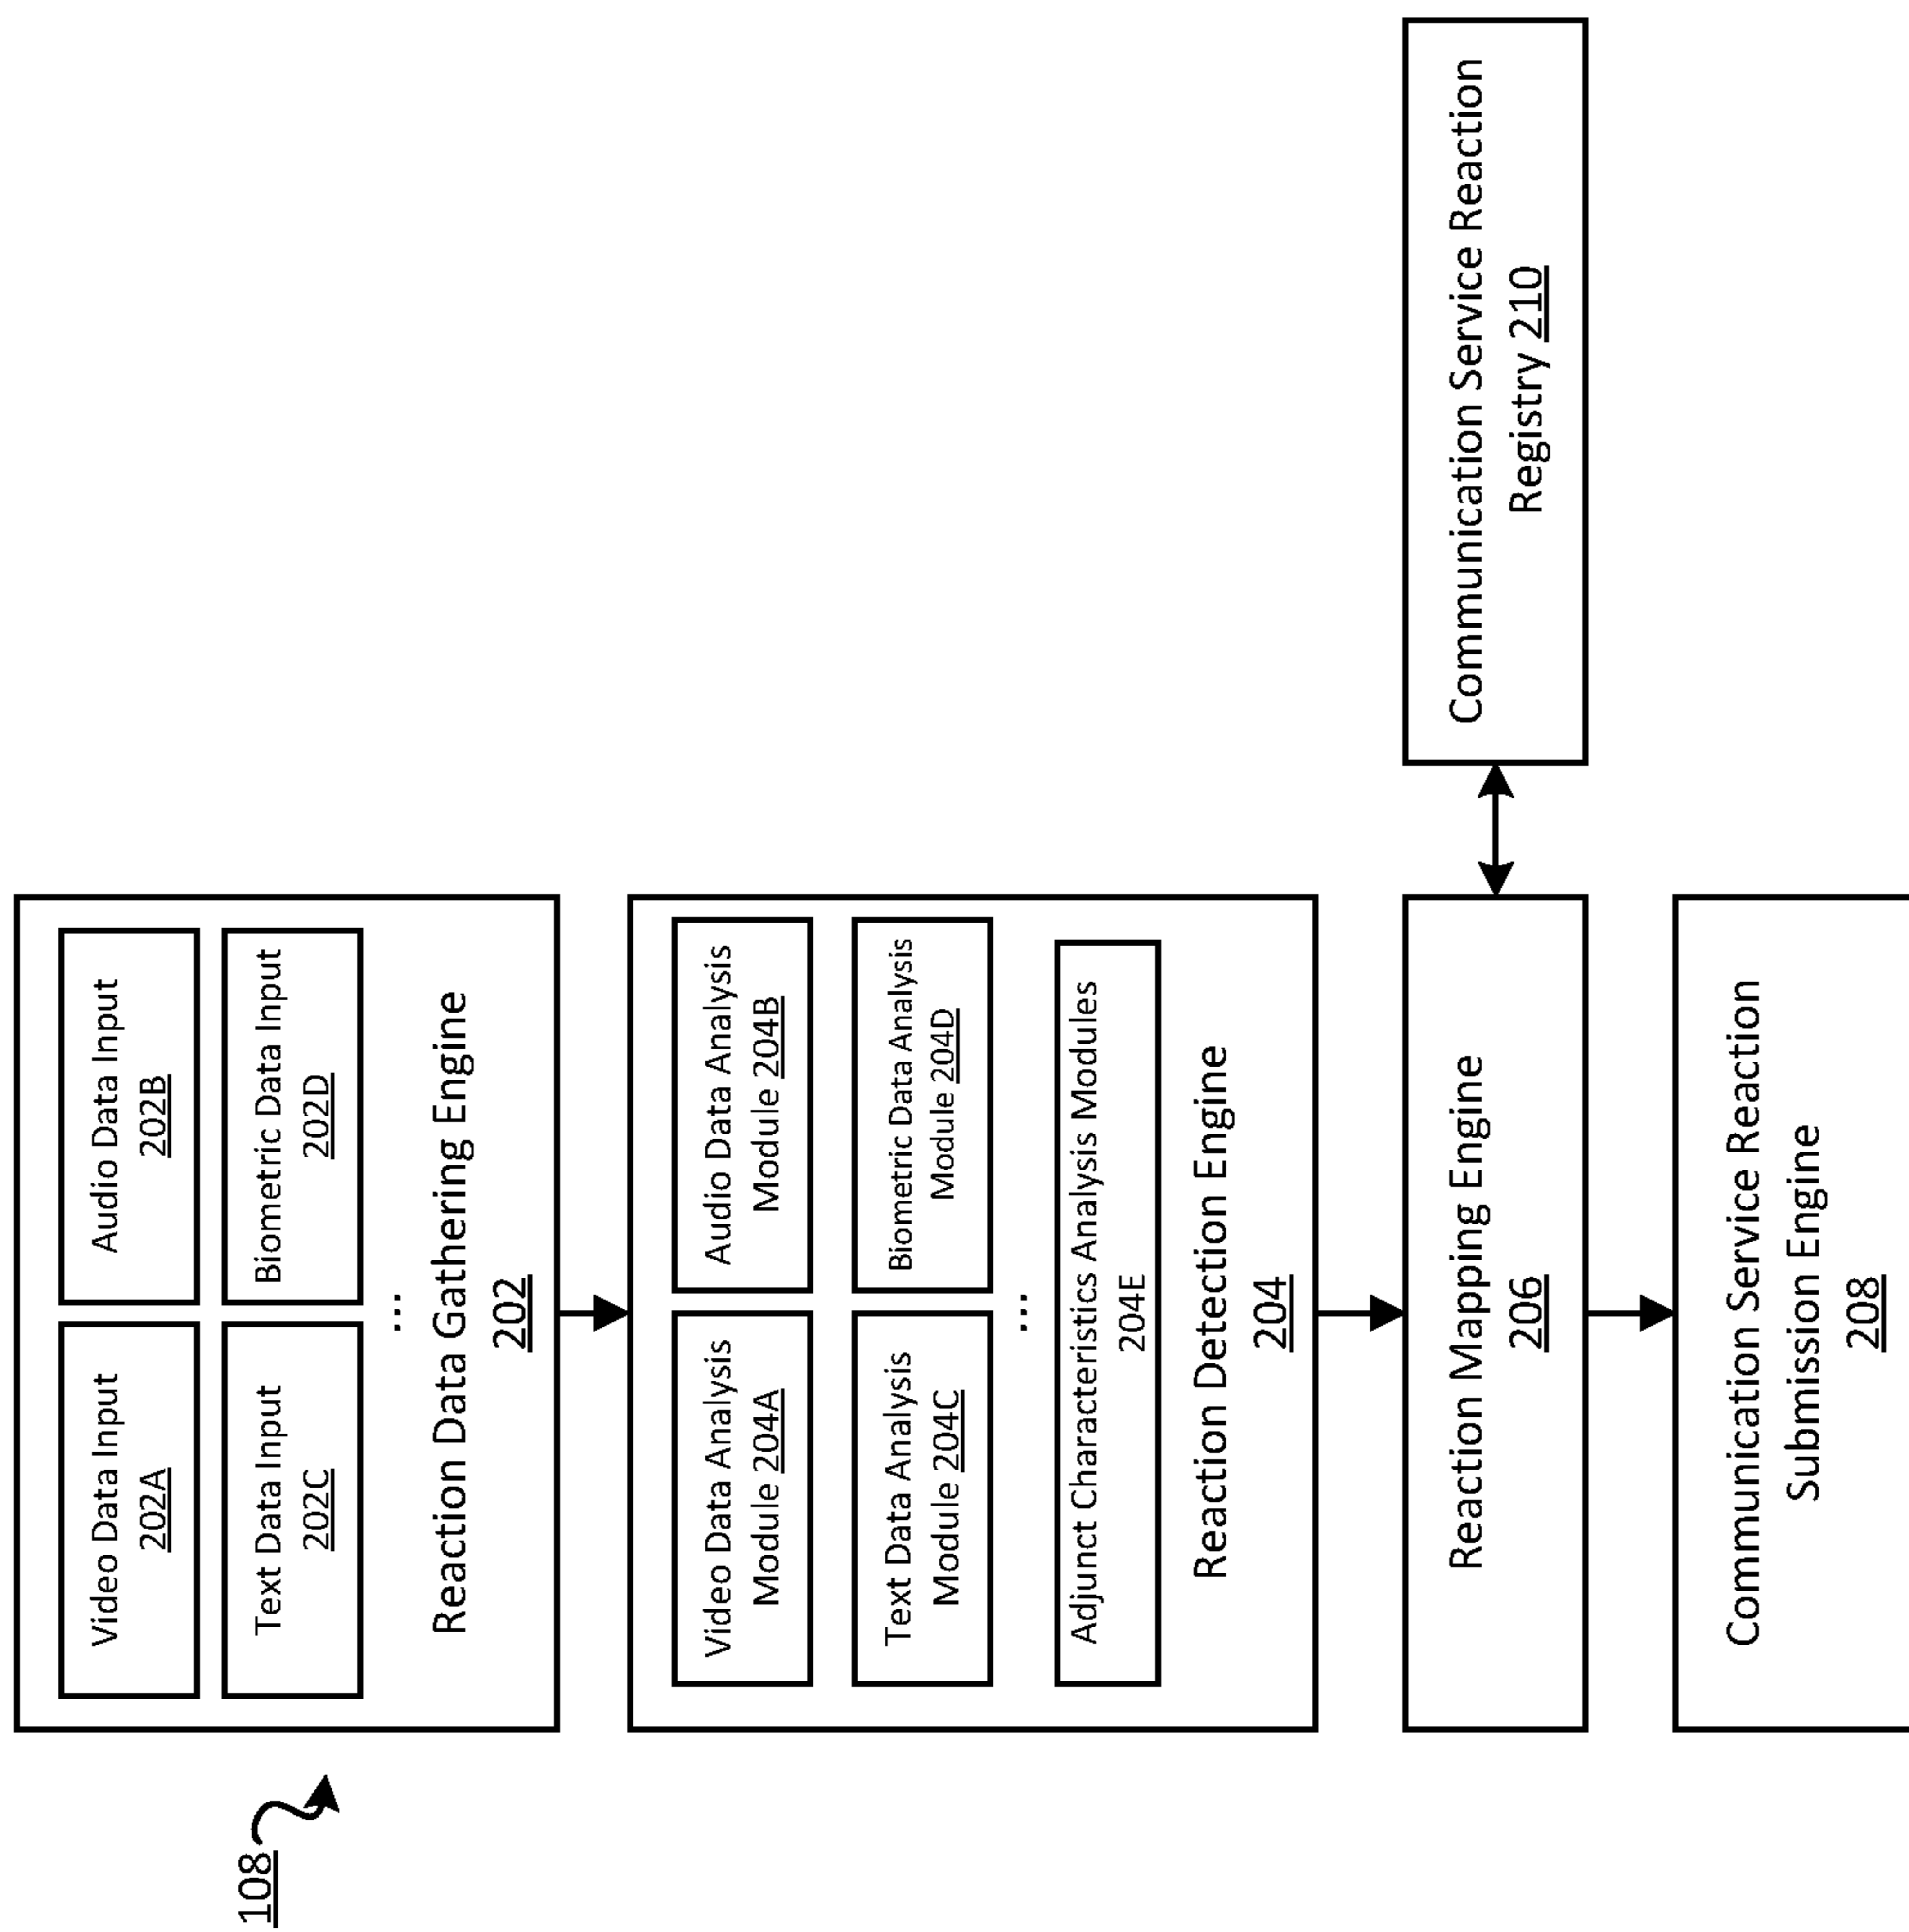 108
Video Data Input
202A
Audio Data Input
202B
Text Data Input
202C
Biometric Data Input
202D
...
Reaction Data Gathering Engine
202
Video Data Analysis
Module 204A
Audio Data Analysis
Module 204B
Text Data Analysis
Module 204C
Biometric Data Analysis
Module 204D
...
Adjunct Characteristics Analysis Modules
204E
Reaction Detection Engine
204
Reaction Mapping Engine
206
Communication Service Reaction
Registry 210
Communication Service Reaction
Submission Engine
208